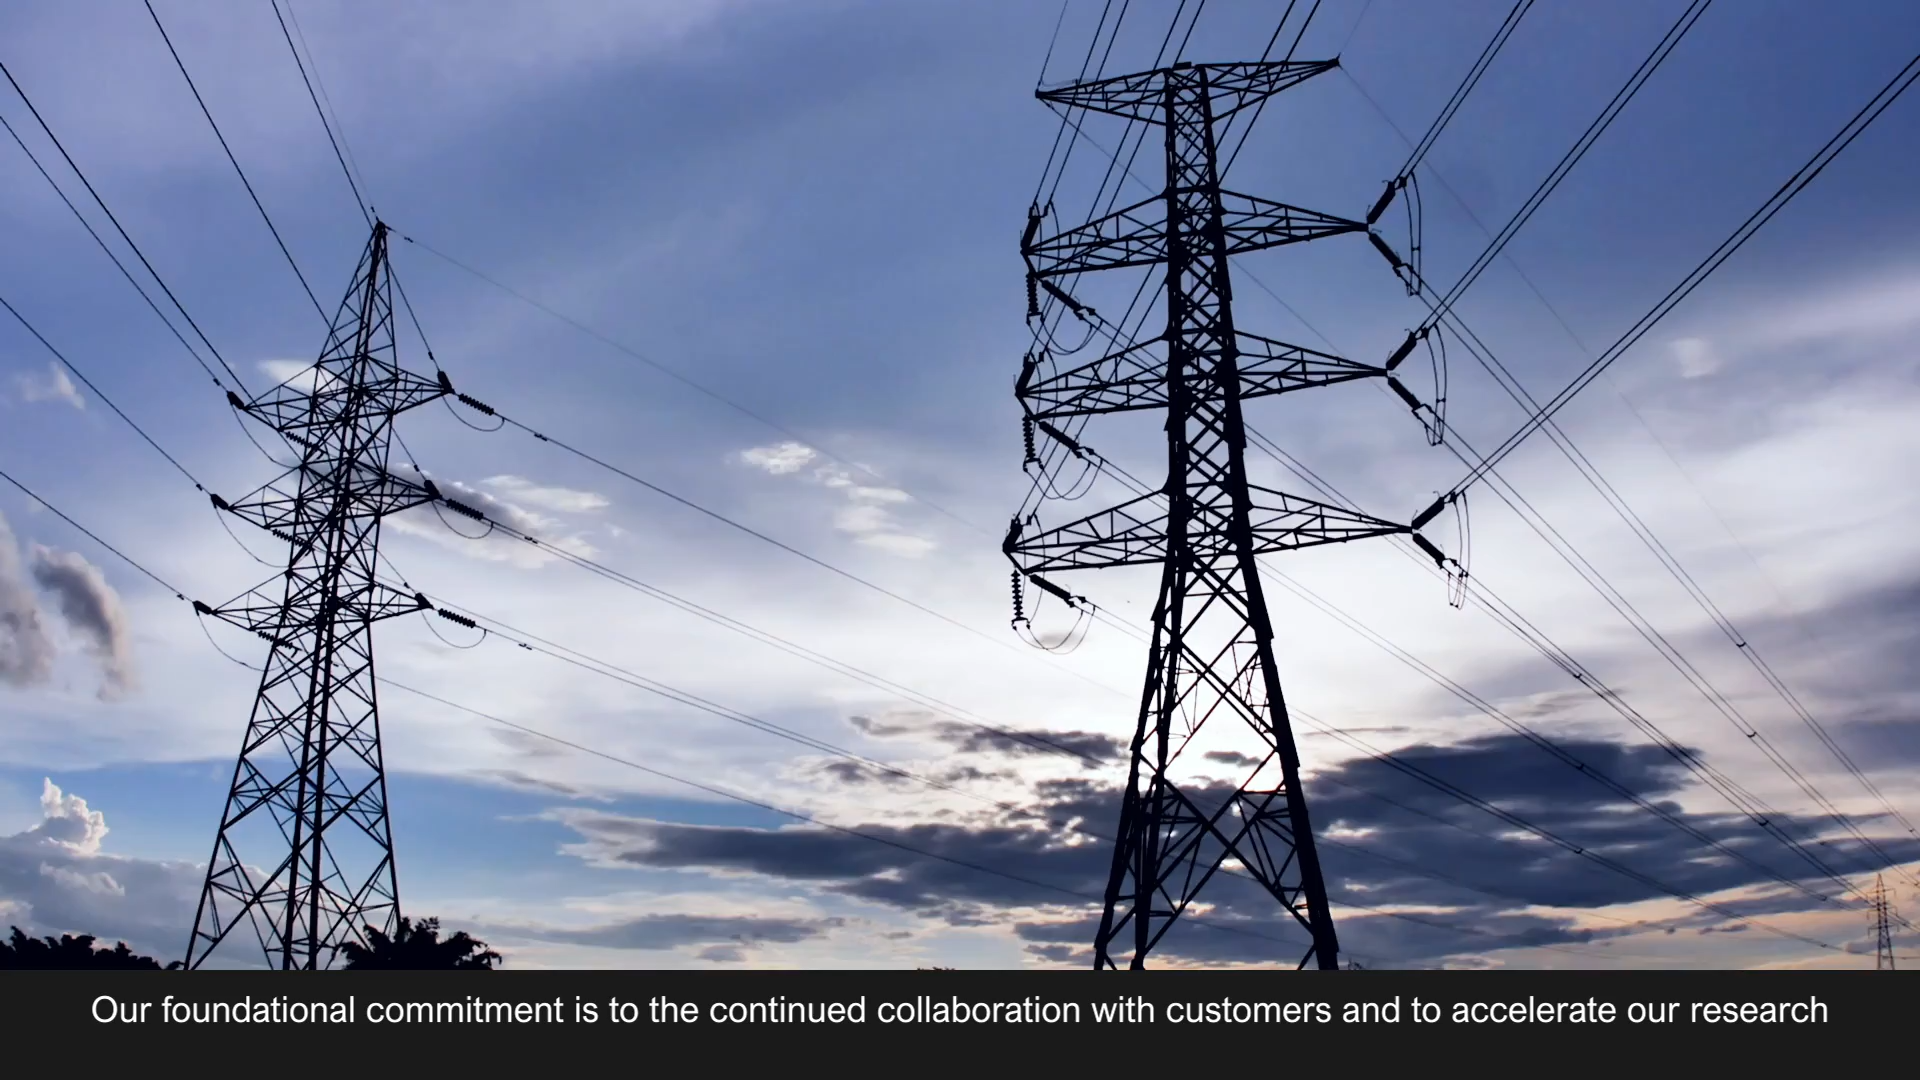 Our foundational commitment is to the continued collaboration with customers and to accelerate our research